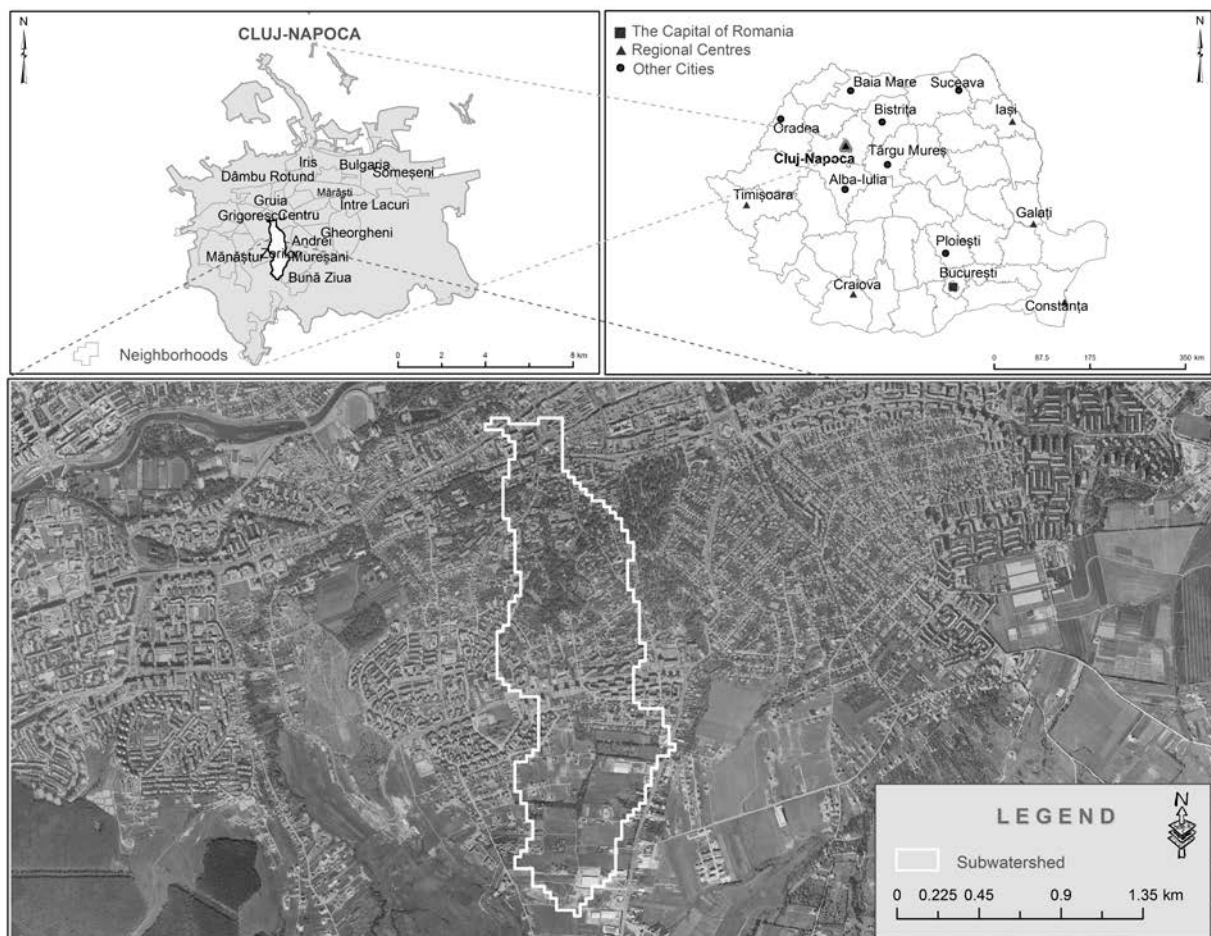 N
CLUJ-NAPOCA
Iris
Bulgaria
Someșeni
Dâmbu Rotund
Mărăști
Gruia
Între Lacuri
Grigorescu
Centru
Gheorgheni
Andrei
Mureșani
Zorilor
Mănăștur
Bună Ziua
Neighborhoods
0 2 4 8 km
N
The Capital of Romania
Regional Centres
Other Cities
Baia Mare
Suceava
Bistrița
Iași
Oradea
Cluj-Napoca
Târgu Mureș
Alba-Iulia
Timișoara
Galați
Ploiești
București
Craiova
Constanța
0 87.5 175 350 km
LEGEND
N
Subwatershed
0 0.225 0.45 0.9 1.35 km